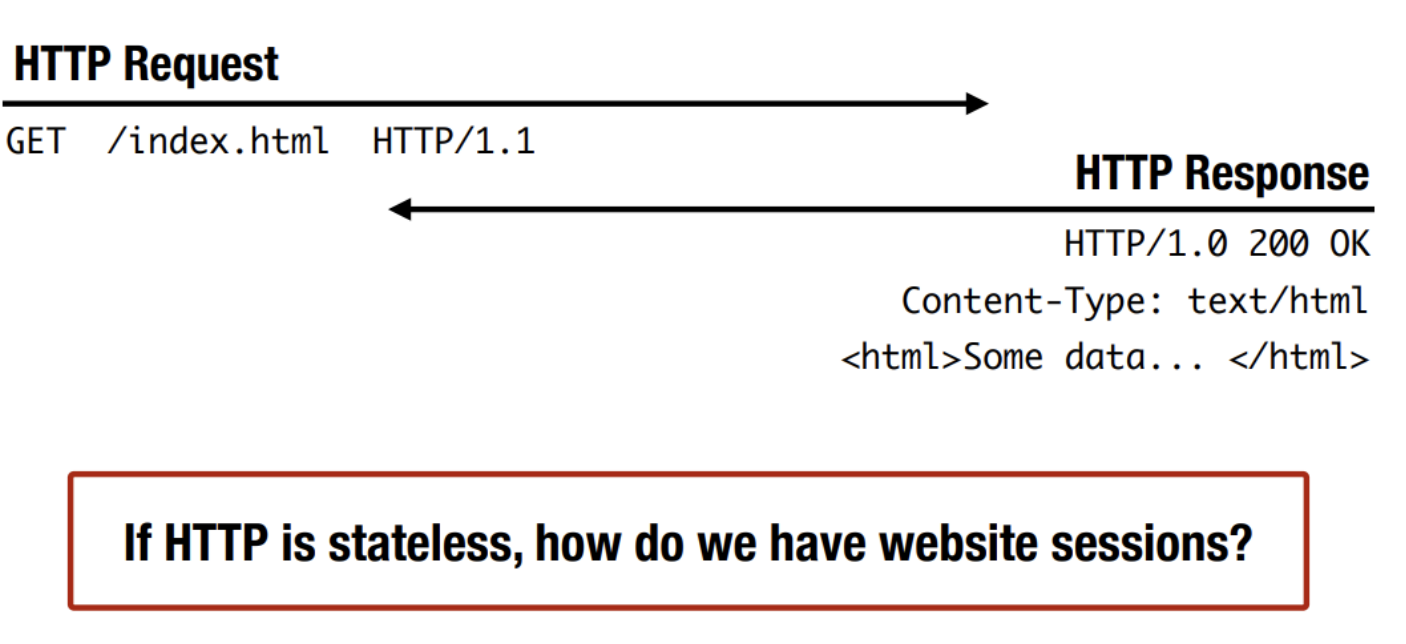 HTTP Request
GET /index.html HTTP/1.1
HTTP Response
HTTP/1.0 200 OK
Content-Type: text/html
<html>Some data... </html>
If HTTP is stateless, how do we have website sessions?